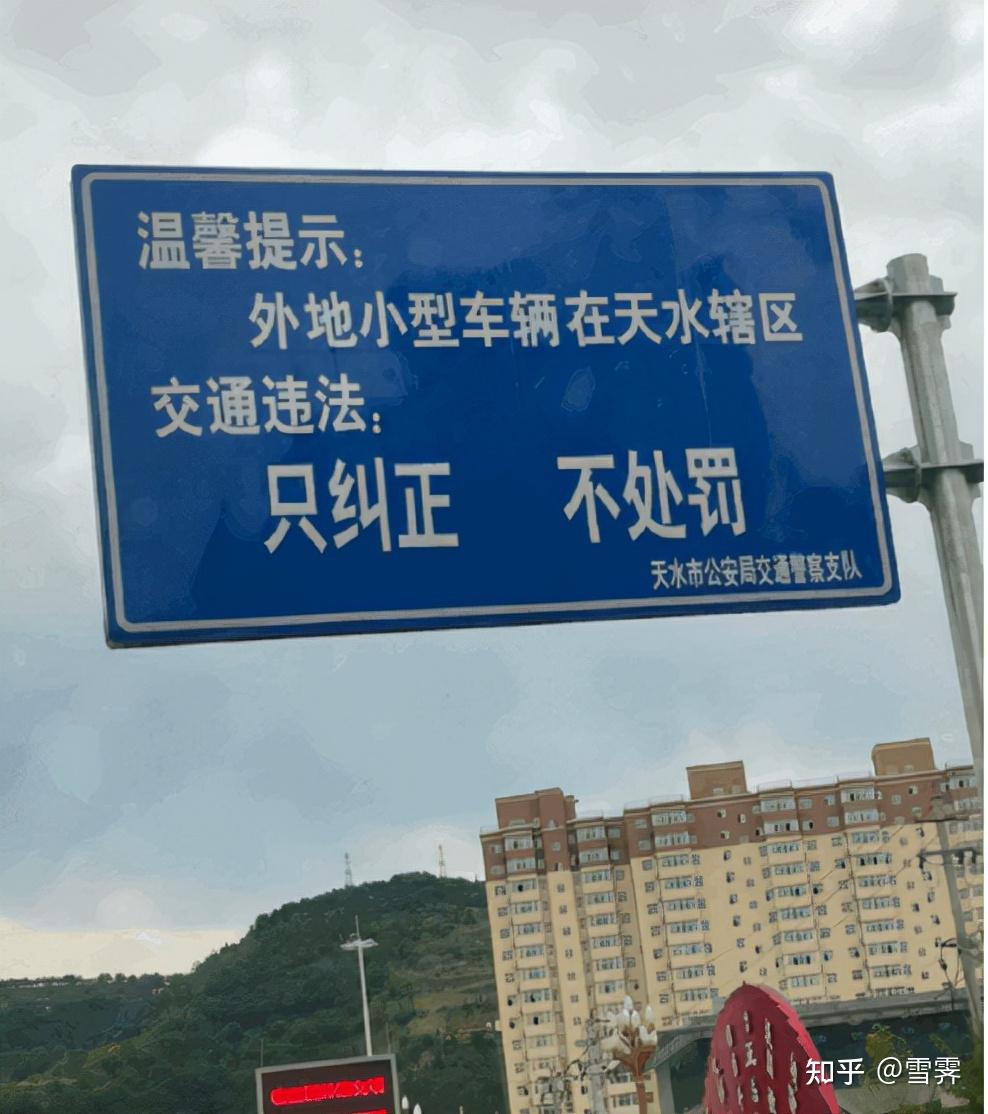 温馨提示：
外地小型车辆在天水辖区
交通违法：
只纠正 不处罚
天水市公安局交通警察支队
知乎 @雪霁